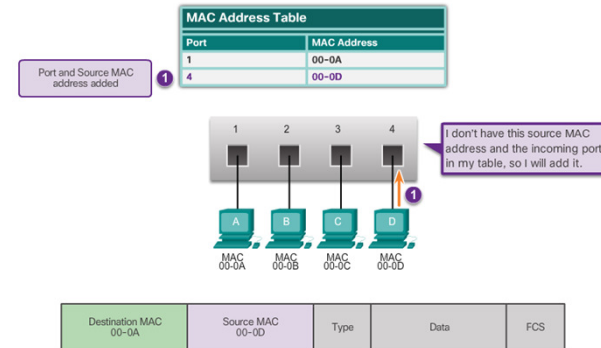 MAC Address Table
Port MAC Address
1 00-0A
4 00-0D
Port and Source MAC
address added
1
1 2 3 4
I don't have this source MAC
address and the incoming port
in my table, so I will add it.
1
A B C D
MAC MAC MAC MAC
00-0A 00-0B 00-0C 00-0D
Destination MAC
00-0A
Source MAC
00-0D
Type
Data
FCS